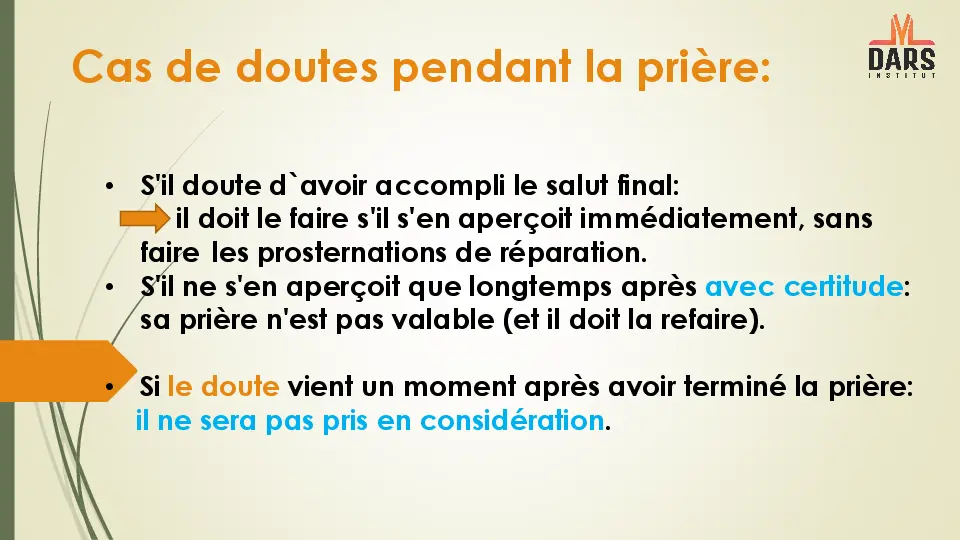 Cas de doutes pendant la prière:
M
DARS
INSTITUT
• S'il doute d`avoir accompli le salut final:
il doit le faire s'il s'en aperçoit immédiatement, sans
faire les prosternations de réparation.
• S'il ne s'en aperçoit que longtemps après avec certitude:
sa prière n'est pas valable (et il doit la refaire).
• Si le doute vient un moment après avoir terminé la prière:
il ne sera pas pris en considération.